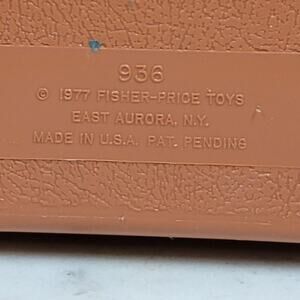 936
© 1977 FISHER-PRICE TOYS
EAST AURORA, N.Y.
MADE IN U.S.A. PAT. PENDING